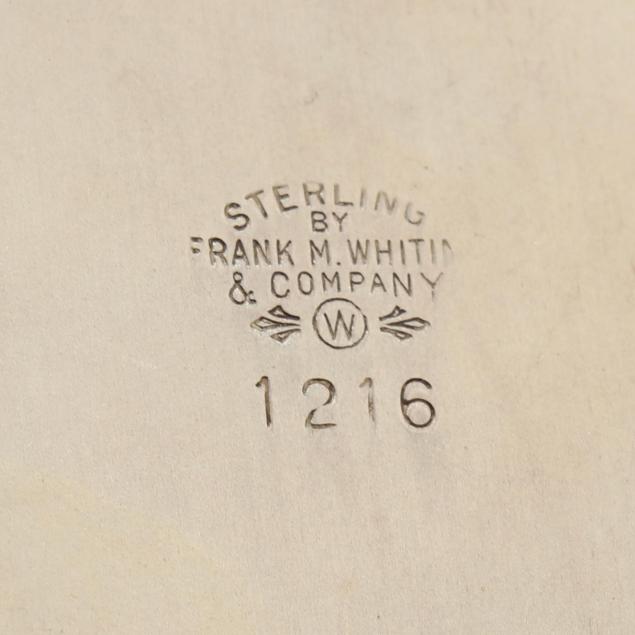 STERLING
BY
FRANK M. WHITIN
& COMPANY
W
1216